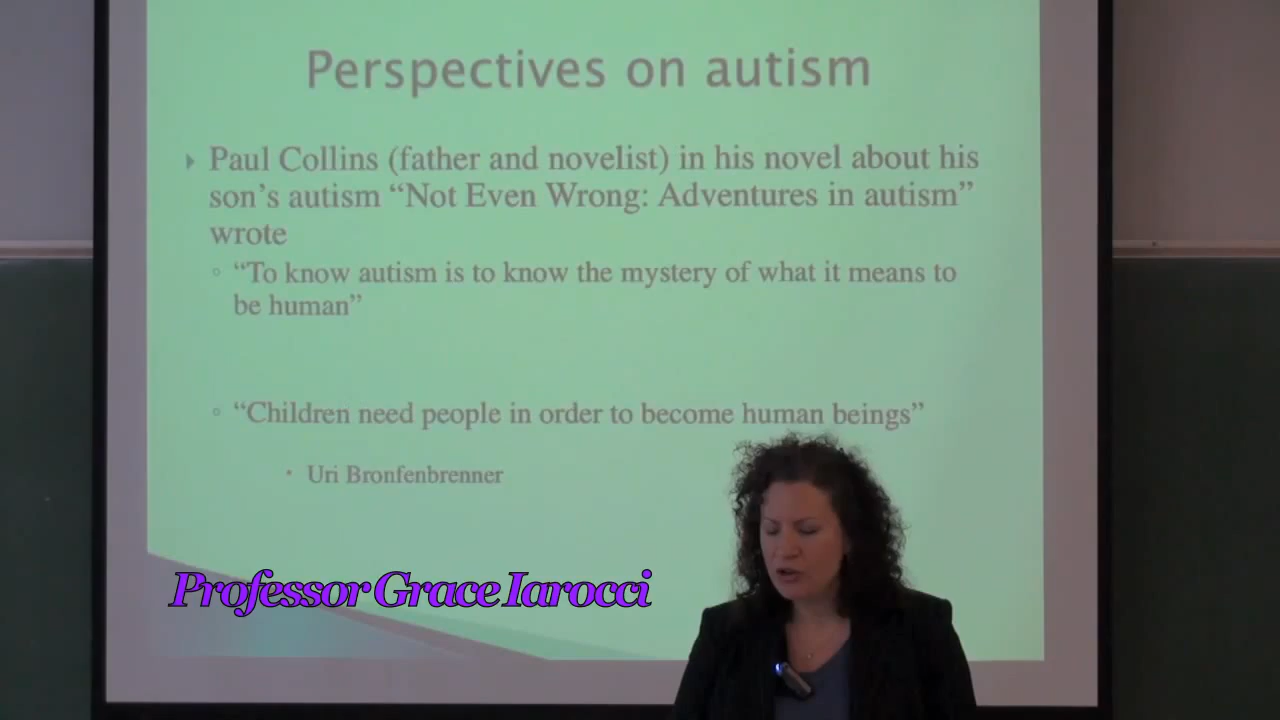 Perspectives on autism
Paul Collins (father and novelist) in his novel about his
son's autism “Not Even Wrong: Adventures in autism”
wrote
“To know autism is to know the mystery of what it means to
be human”
“Children need people in order to become human beings”
Uri Bronfenbrenner
Professor Grace Iarocci